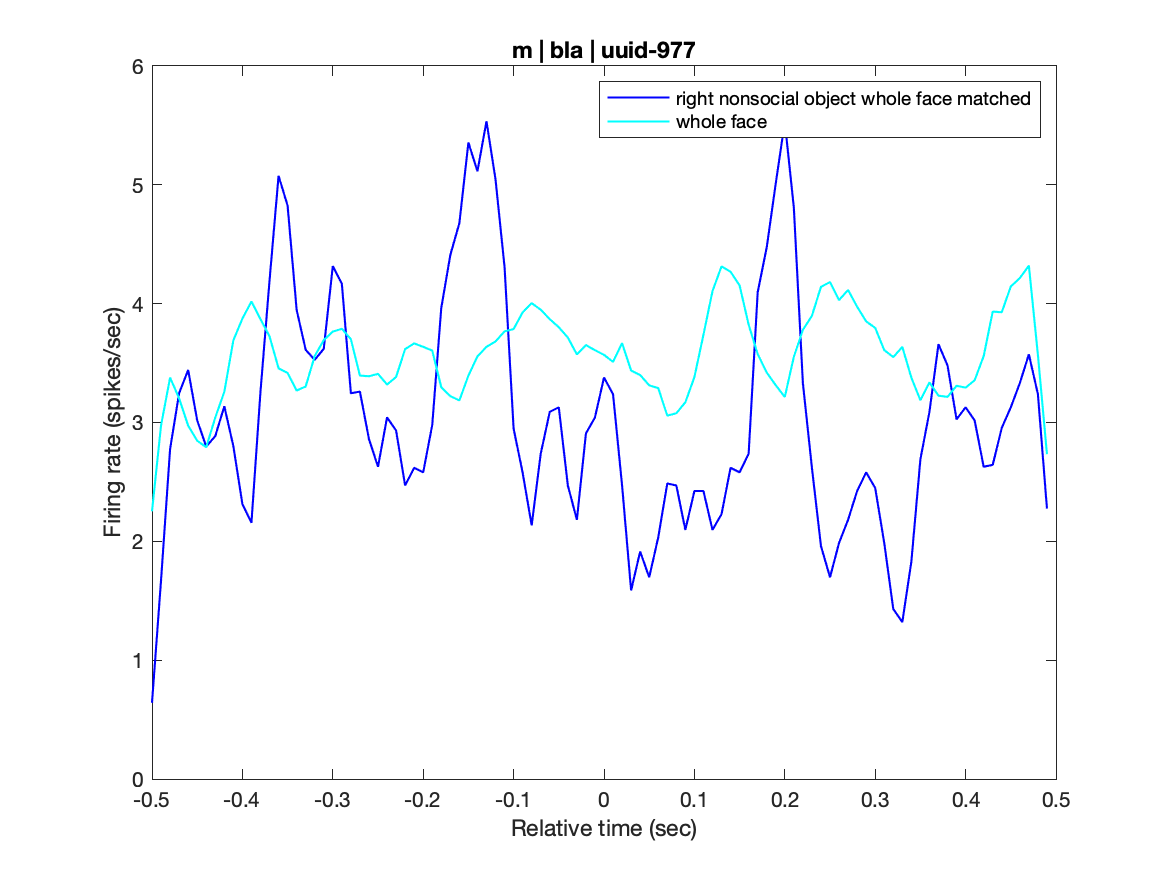 m | bla | uuid-977
right nonsocial object whole face matched
whole face
6
5
4
3
2
1
0
Firing rate (spikes/sec)
-0.5 -0.4 -0.3 -0.2 -0.1 0 0.1 0.2 0.3 0.4 0.5
Relative time (sec)